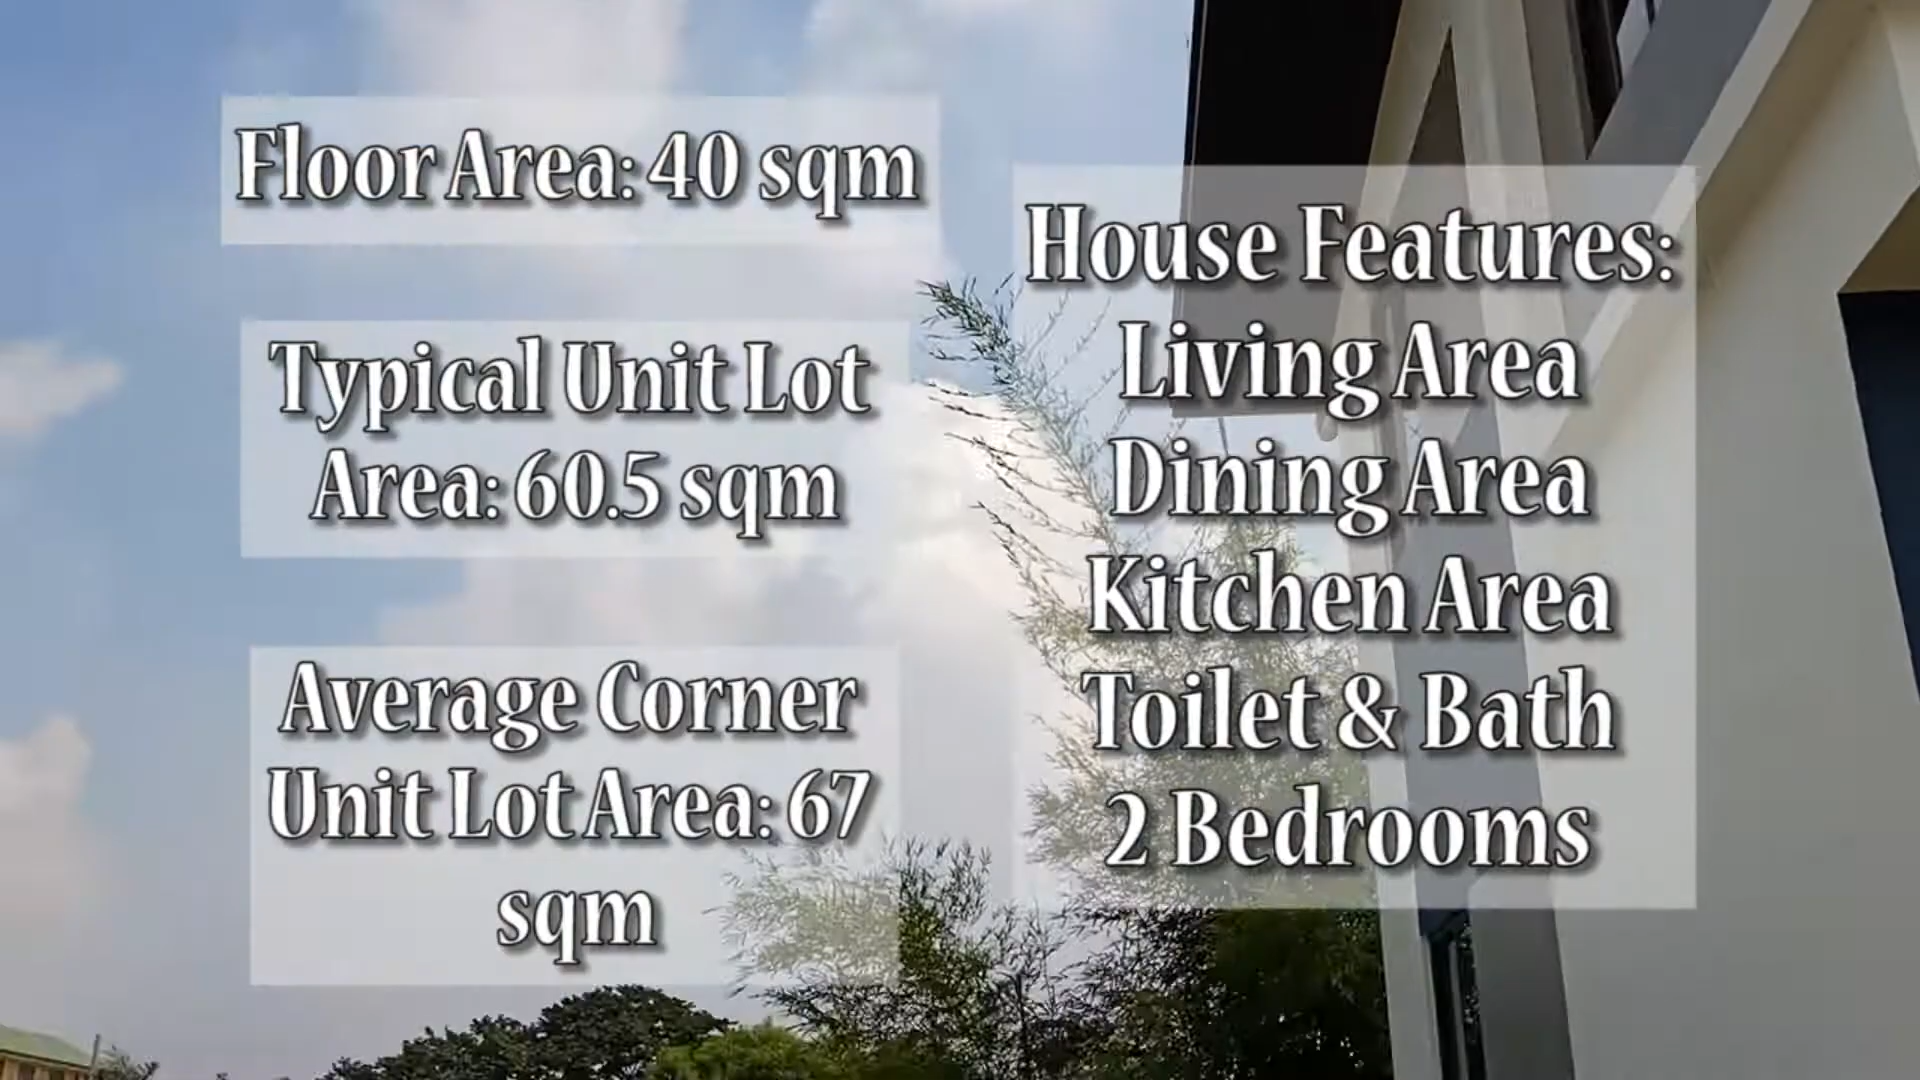 Floor Area: 40 sqm
Typical Unit Lot
Area: 60.5 sqm
Average Corner
Unit Lot Area: 67
sqm
House Features:
Living Area
Dining Area
Kitchen Area
Toilet & Bath
2 Bedrooms